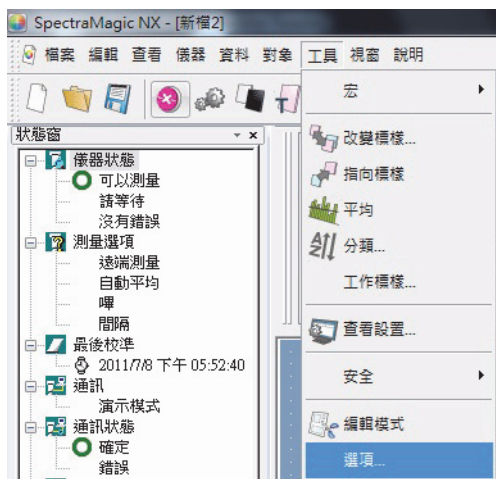 SpectraMagic NX - [新檔2]
檔案 編輯 查看 儀器 資料 對象 工具 視窗 說明
狀態窗
儀器狀態
可以測量
請等待
沒有錯誤
測量選項
遠端測量
自動平均
嗶
間隔
最後校準
2011/7/8 下午 05:52:40
通訊
演示模式
通訊狀態
確定
錯誤
宏
改變標樣...
指向標樣
平均
分類...
工作標樣...
查看設置...
安全
編輯模式
選項...